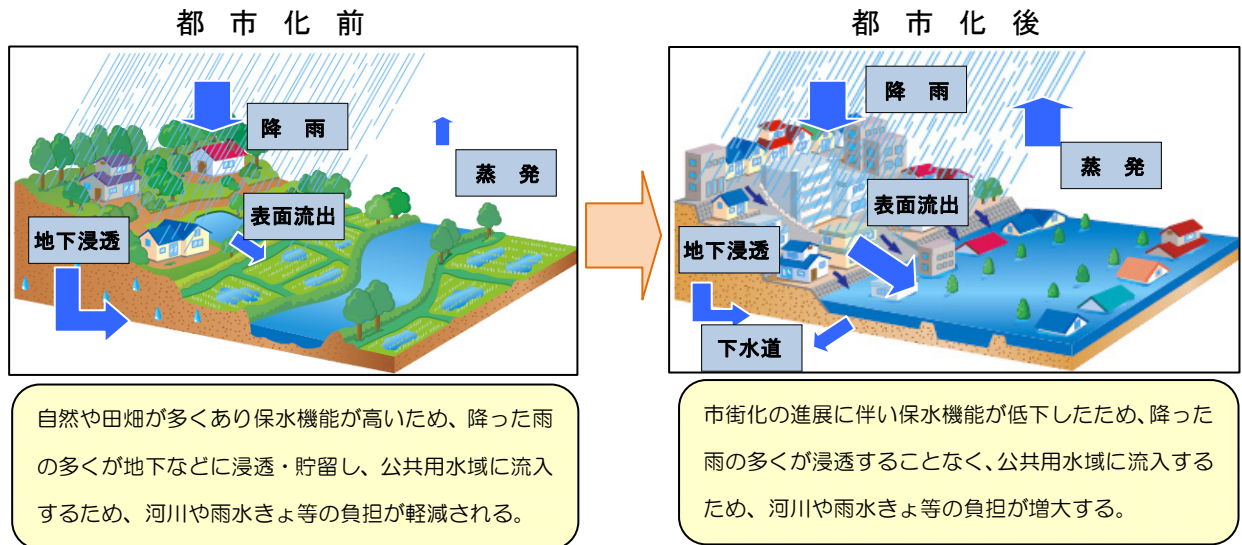 都市化前
降雨
蒸発
表面流出
地下浸透
自然や田畑が多くあり保水機能が高いため、降った雨
の多くが地下などに浸透・貯留し、公共用水域に流入
するため、河川や雨水きょ等の負担が軽減される。
都市化後
降雨
蒸発
表面流出
地下浸透
下水道
市街化の進展に伴い保水機能が低下したため、降った
雨の多くが浸透することなく、公共用水域に流入する
ため、河川や雨水きょ等の負担が増大する。